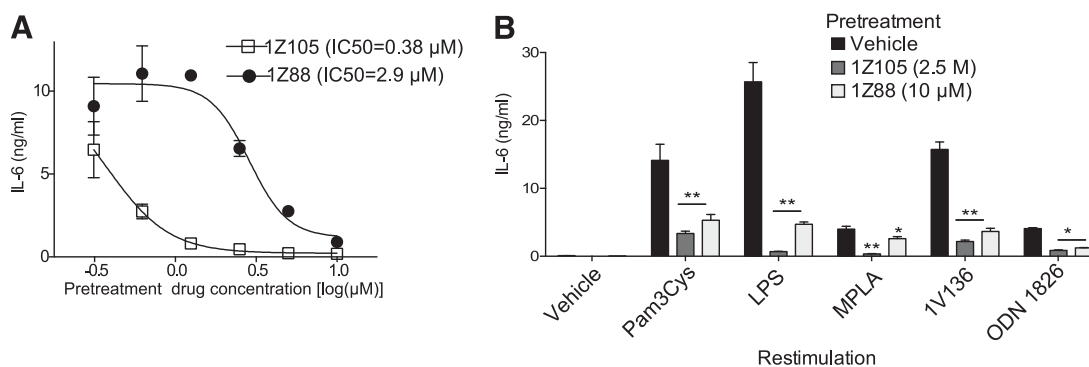 A
1Z105 (IC50=0.38 µM)
1Z88 (IC50=2.9 µM)
IL-6 (ng/ml)
10
5
0
-0.5
0.0
0.5
1.0
Pretreatment drug concentration [log(µM)]
B
Pretreatment
Vehicle
1Z105 (2.5 M)
1Z88 (10 µM)
IL-6 (ng/ml)
30
20
10
0
**
**
**
*
**
*
Vehicle
Pam3Cys
LPS
MPLA
1V136
ODN 1826
Restimulation